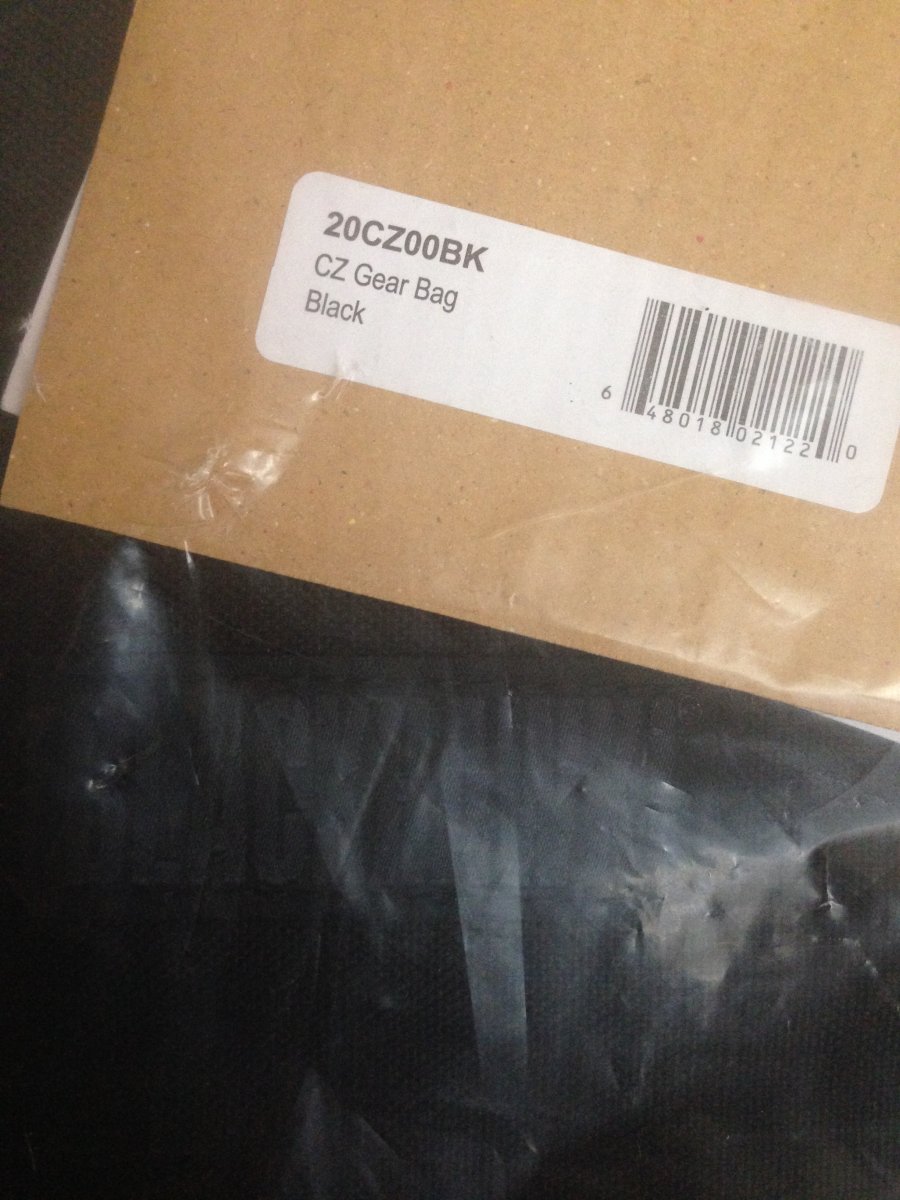 20CZ00BK
CZ Gear Bag
Black
6 48018 02122 0